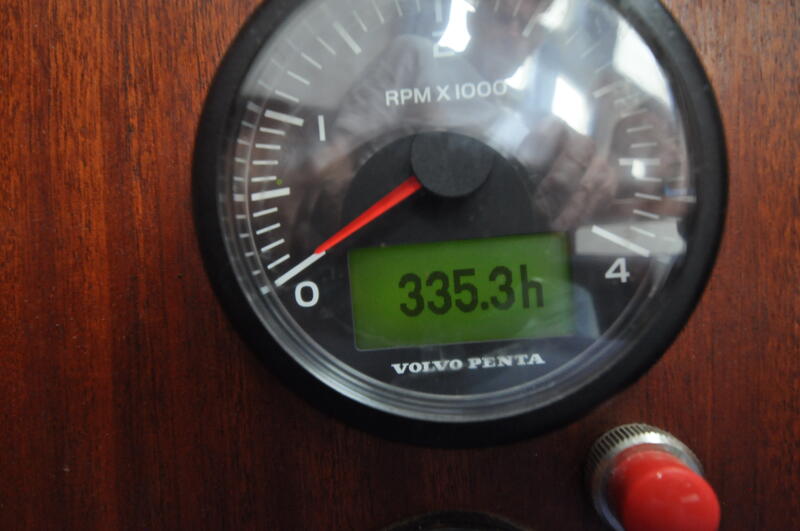 RPM X 1000
1
0
4
335.3h
VOLVO PENTA